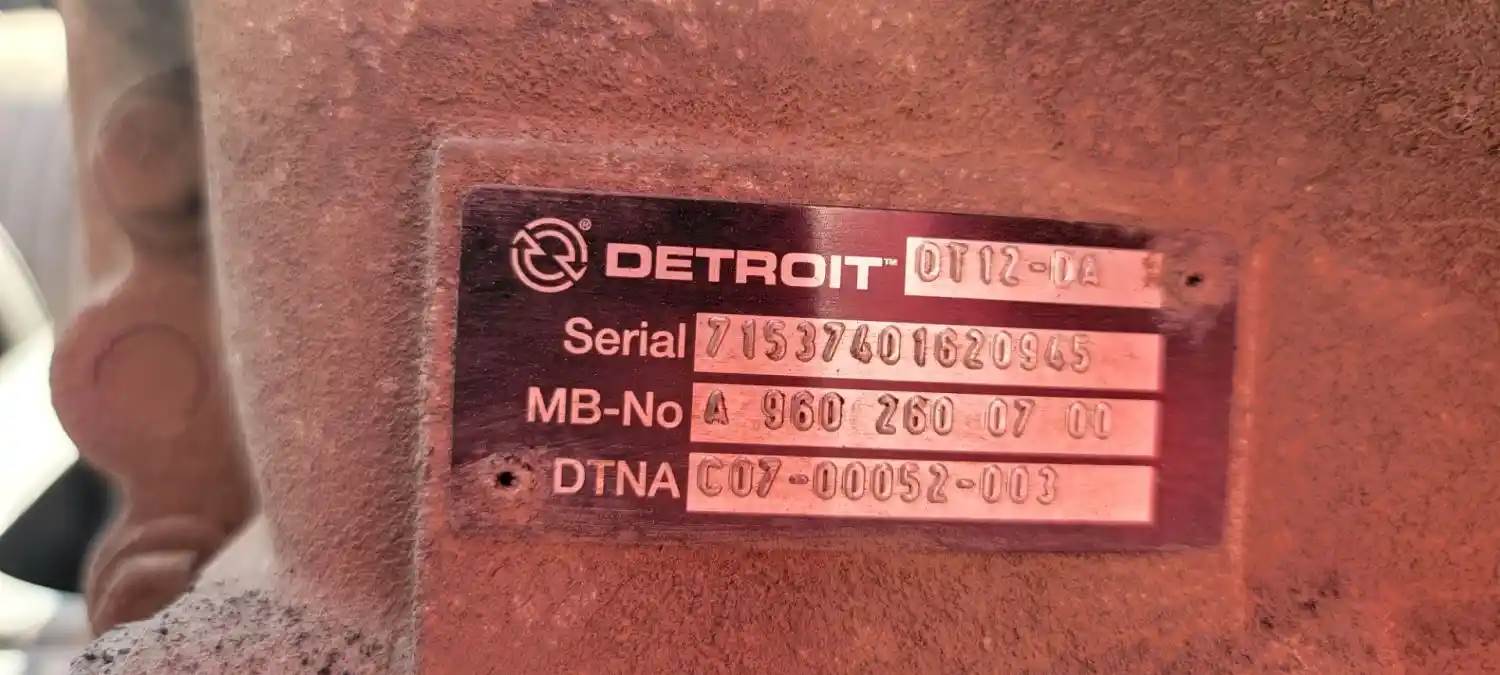 ® DETROIT™ DT12-DA
Serial 71537401620945
MB-No A 960 260 07 00
DTNA C07-00052-003